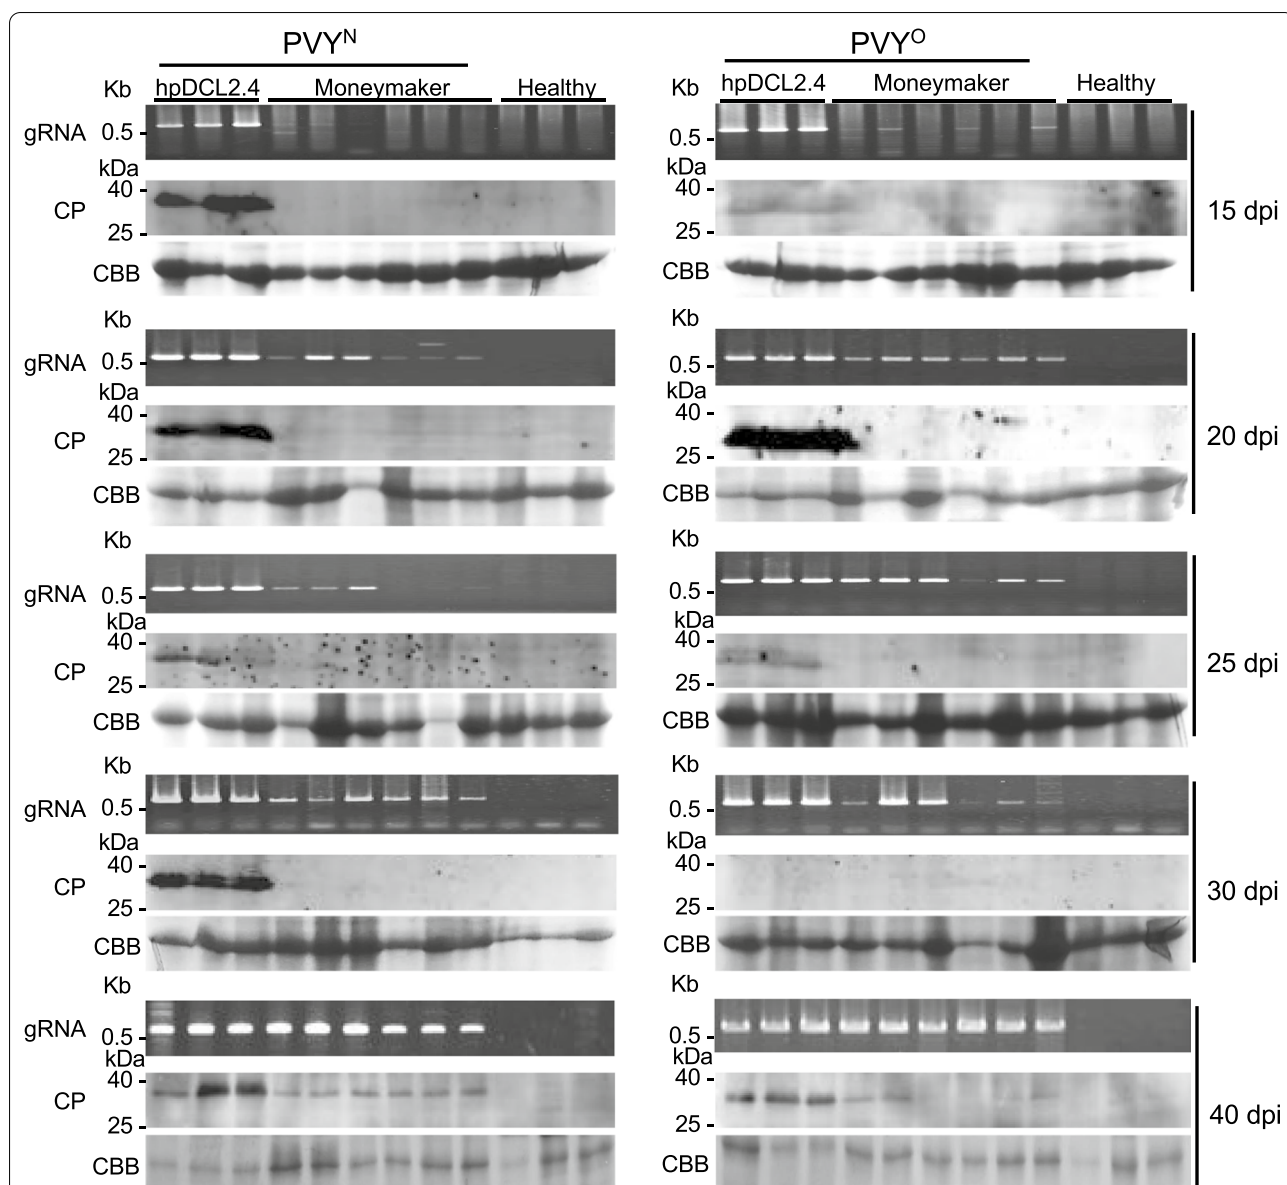 PVYN PVYO
Kb hpDCL2.4 Moneymaker Healthy Kb hpDCL2.4 Moneymaker Healthy
gRNA 0.5 0.5
kDa kDa
40 40
CP 15 dpi
25 25
CBB CBB
Kb Kb
gRNA 0.5 0.5
kDa kDa
40 40
CP 20 dpi
25 25
CBB CBB
Kb Kb
gRNA 0.5 0.5
kDa kDa
40 40
CP 25 dpi
25 25
CBB CBB
Kb Kb
gRNA 0.5 0.5
kDa kDa
40 40
CP 30 dpi
25 25
CBB CBB
Kb Kb
gRNA 0.5 0.5
kDa kDa
40 40
CP 40 dpi
25 25
CBB CBB